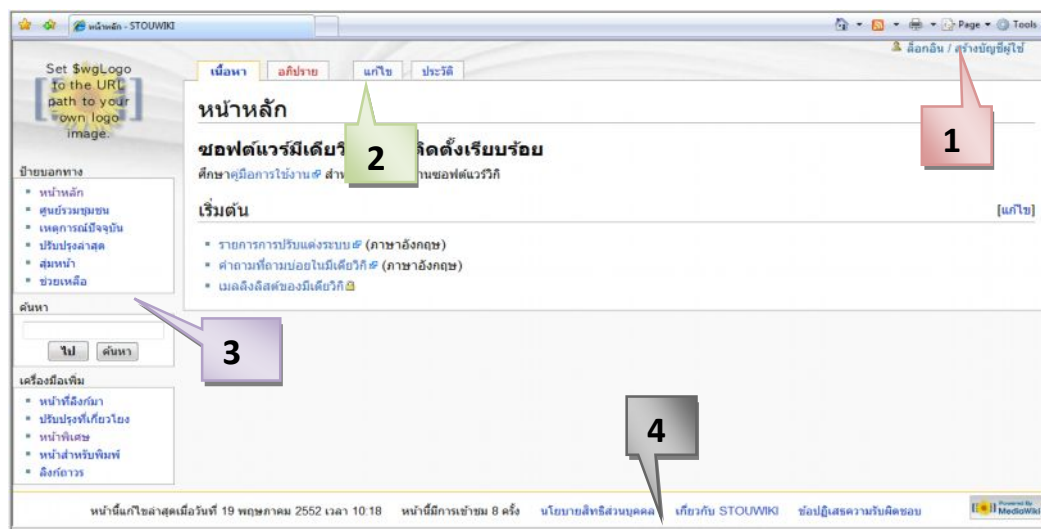 หน้าหลัก - STOUWIKI
Page
Tools
ล็อกอิน / สร้างบัญชีผู้ใช้
Set $wgLogo
to the URL
path to your
own logo
image.
เนื้อหา อภิปราย แก้ไข ประวัติ
1
2
หน้าหลัก
ซอฟต์แวร์มีเดียวิ ติดตั้งเรียบร้อย
ศึกษาคู่มือการใช้งาน สำห านซอฟต์แวร์วิกิ
เริ่มต้น
[แก้ไข]
รายการการปรับแต่งระบบ (ภาษาอังกฤษ)
คำถามที่ถามบ่อยในมีเดียวิกิ (ภาษาอังกฤษ)
เมลลิงลิสต์ของมีเดียวิกิ
ป้ายบอกทาง
หน้าหลัก
ศูนย์รวมชุมชน
เหตุการณ์ปัจจุบัน
ปรับปรุงล่าสุด
สุ่มหน้า
ช่วยเหลือ
ค้นหา
ไป ค้นหา
3
เครื่องมือเพิ่ม
หน้าที่ลิงก์มา
ปรับปรุงที่เกี่ยวโยง
หน้าพิเศษ
หน้าสำหรับพิมพ์
ลิงก์ถาวร
4
หน้านี้แก้ไขล่าสุดเมื่อวันที่ 19 พฤษภาคม 2552 เวลา 10:18 หน้านี้มีการเข้าชม 8 ครั้ง นโยบายสิทธิส่วนบุคคล เกี่ยวกับ STOUWIKI ข้อปฏิเสธความรับผิดชอบ
Powered By
MediaWiki